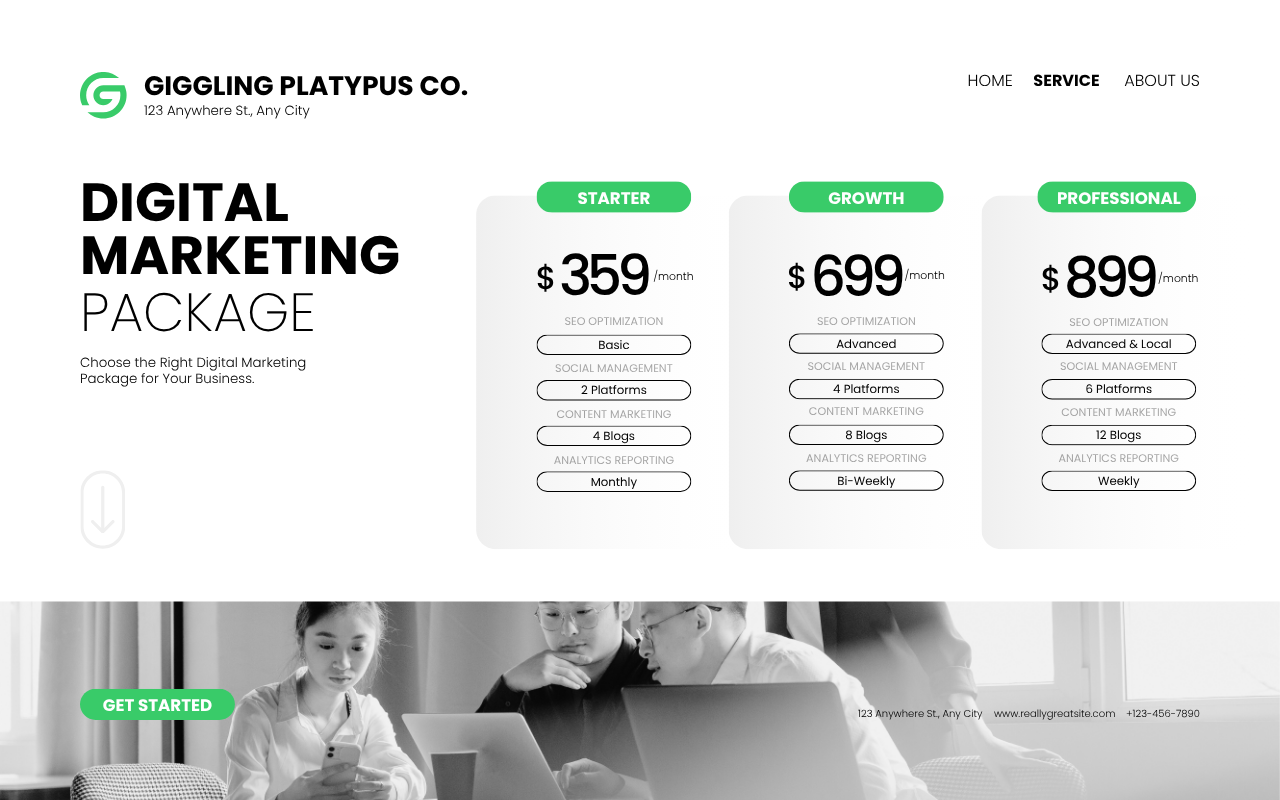 GIGGLING PLATYPUS CO.
123 Anywhere St., Any City
HOME SERVICE ABOUT US
DIGITAL
MARKETING
PACKAGE
Choose the Right Digital Marketing
Package for Your Business.
STARTER
$ 359 /month
SEO OPTIMIZATION
Basic
SOCIAL MANAGEMENT
2 Platforms
CONTENT MARKETING
4 Blogs
ANALYTICS REPORTING
Monthly
GROWTH
$ 699 /month
SEO OPTIMIZATION
Advanced
SOCIAL MANAGEMENT
4 Platforms
CONTENT MARKETING
8 Blogs
ANALYTICS REPORTING
Bi-Weekly
PROFESSIONAL
$ 899 /month
SEO OPTIMIZATION
Advanced & Local
SOCIAL MANAGEMENT
6 Platforms
CONTENT MARKETING
12 Blogs
ANALYTICS REPORTING
Weekly
GET STARTED
123 Anywhere St., Any City www.reallygreatsite.com +123-456-7890